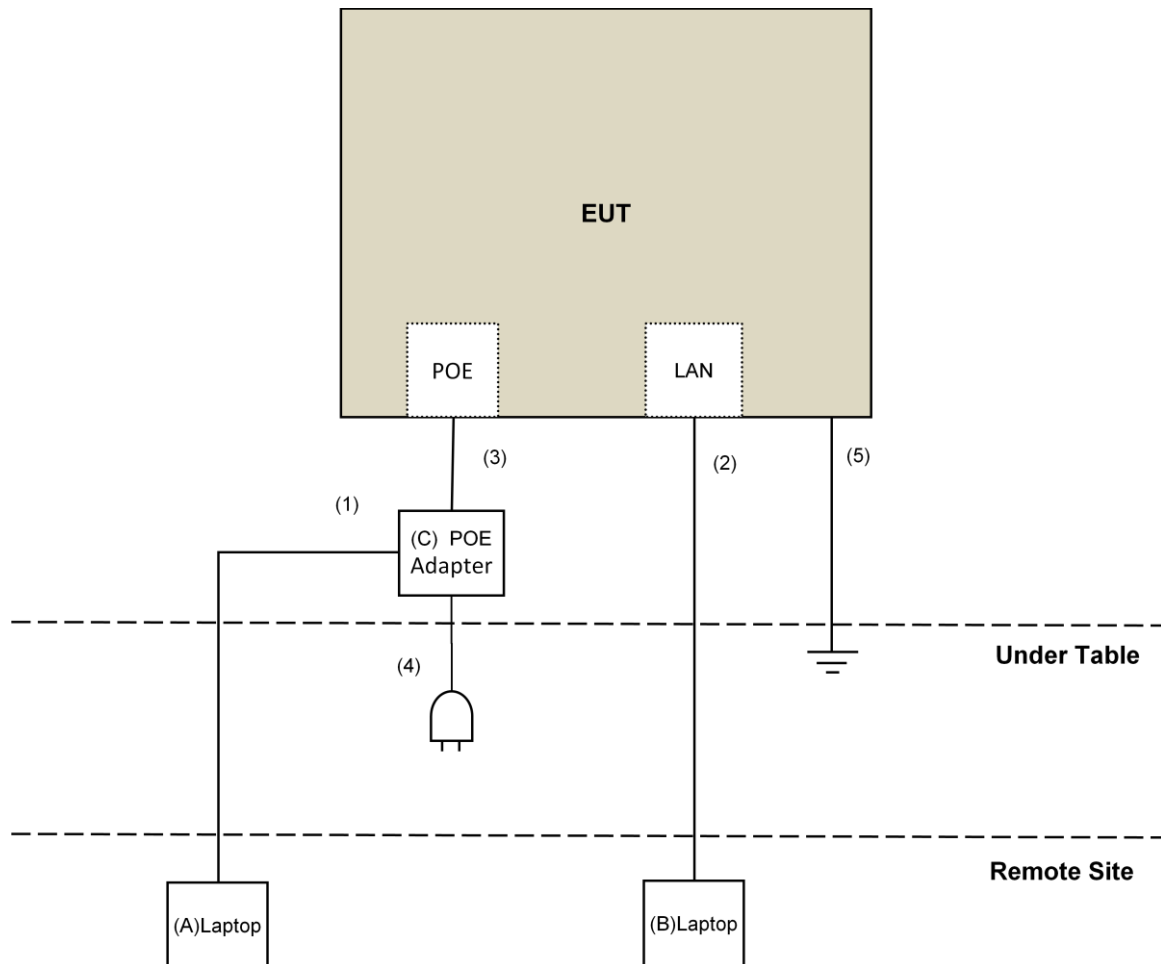 EUT
POE
LAN
(3)
(2)
(5)
(1)
(C) POE
Adapter
Under Table
(4)
Remote Site
(A)Laptop
(B)Laptop